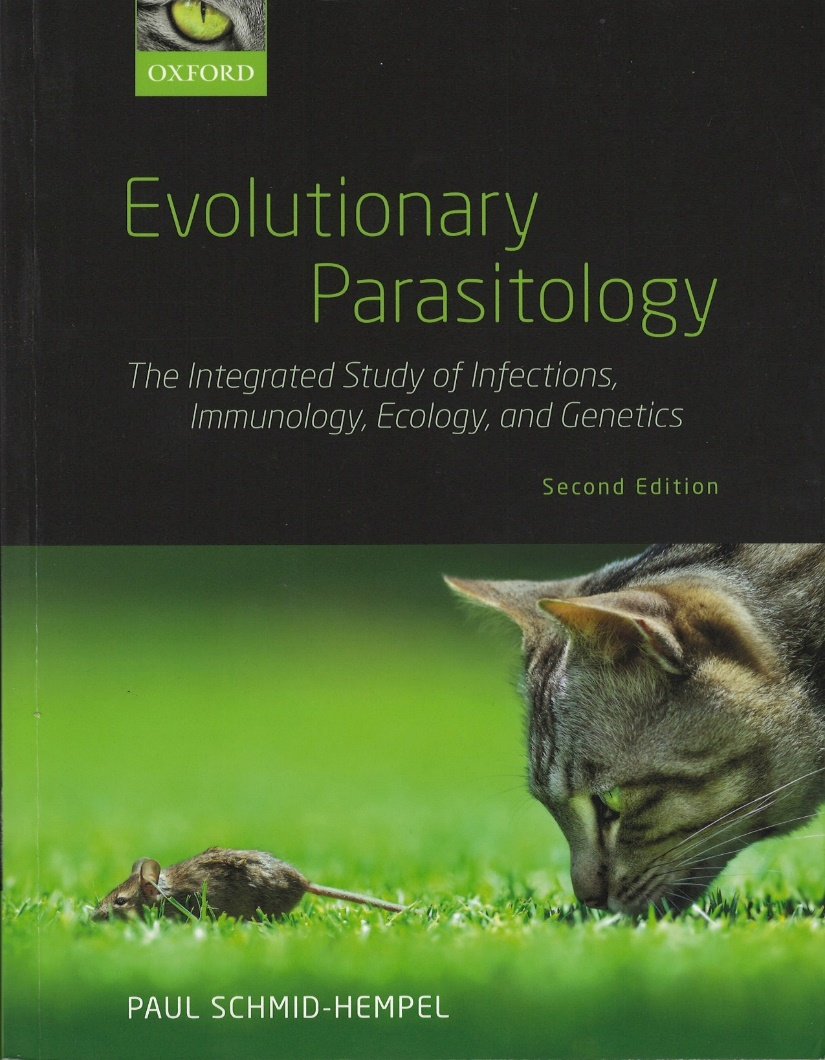 OXFORD
Evolutionary
Parasitology
The Integrated Study of Infections,
Immunology, Ecology, and Genetics
Second Edition
PAUL SCHMID-HEMPEL